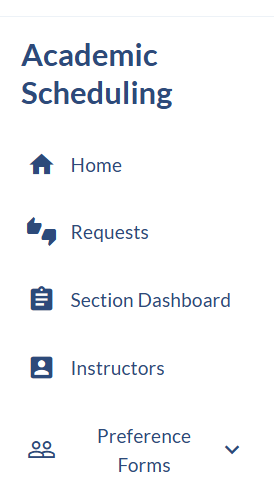 Academic
Scheduling
Home
Requests
Section Dashboard
Instructors
Preference
Forms